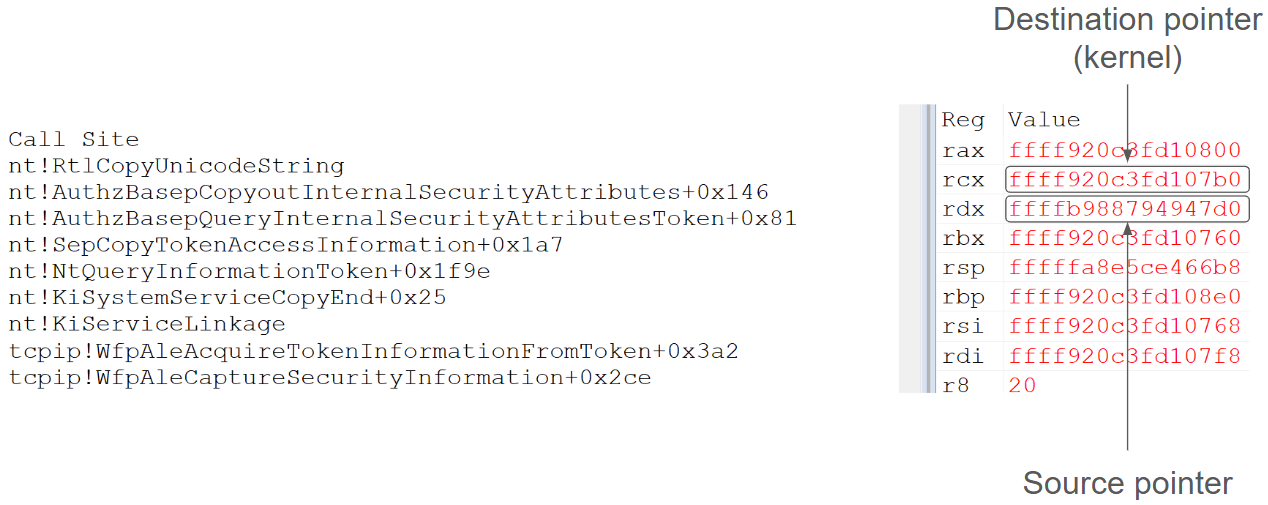 Destination pointer
(kernel)
Call Site
nt!RtlCopyUnicodeString
nt!AuthzBasepCopyoutInternalSecurityAttributes+0x146
nt!AuthzBasepQueryInternalSecurityAttributesToken+0x81
nt!SepCopyTokenAccessInformation+0x1a7
nt!NtQueryInformationToken+0x1f9e
nt!KiSystemServiceCopyEnd+0x25
nt!KiServiceLinkage
tcpip!WfpAleAcquireTokenInformationFromToken+0x3a2
tcpip!WfpAleCaptureSecurityInformation+0x2ce
Reg Value
rax ffff920c3fd10800
rcx ffff920c3fd107b0
rdx ffffb988794947d0
rbx ffff920c3fd10760
rsp fffffa8e5ce466b8
rbp ffff920c3fd108e0
rsi ffff920c3fd10768
rdi ffff920c3fd107f8
r8 20
Source pointer